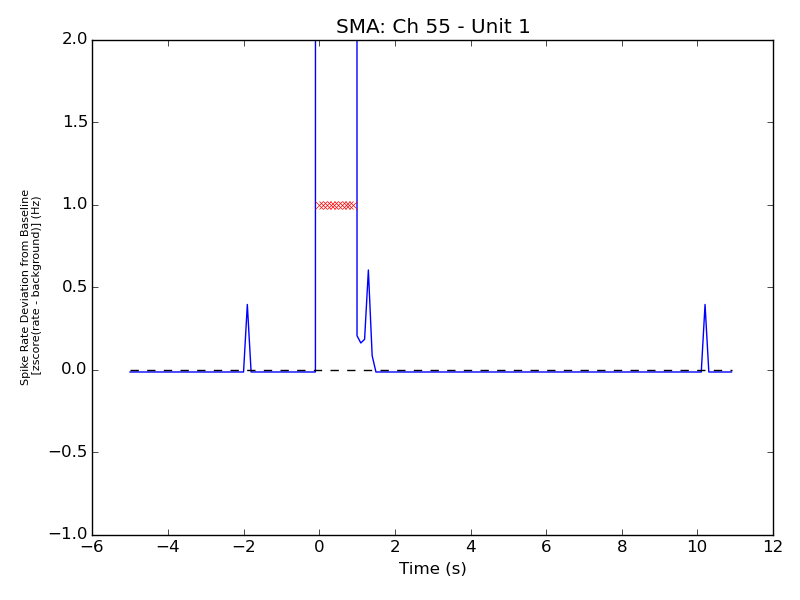 SMA: Ch 55 - Unit 1
2.0
1.5
1.0
0.5
0.0
−0.5
−1.0
Spike Rate Deviation from Baseline
[zscore(rate - background)] (Hz)
−6 −4 −2 0 2 4 6 8 10 12
Time (s)